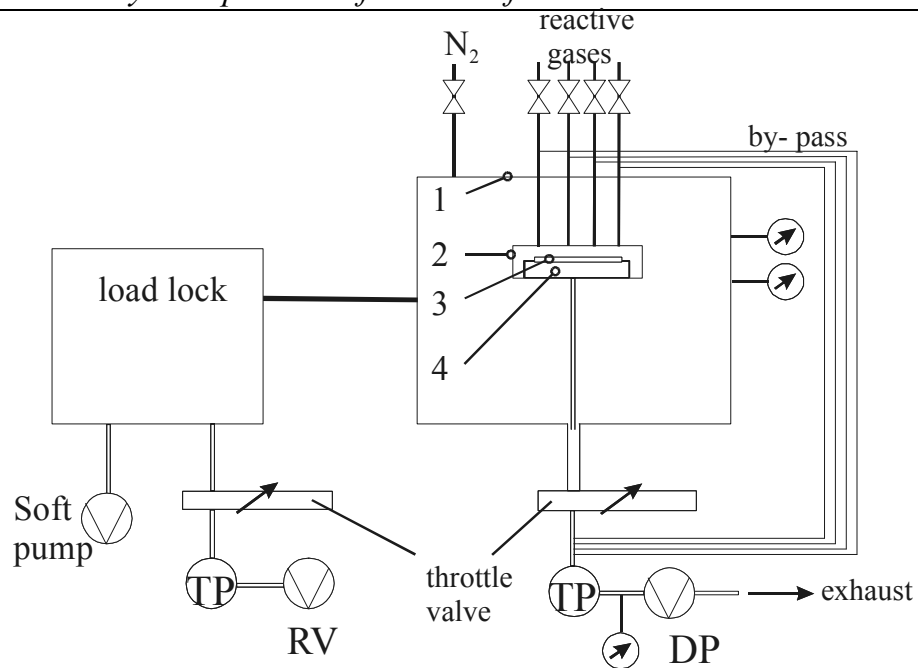 reactive
gases
N2
by- pass
1
2
3
4
load lock
Soft
pump
throttle
valve
TP
RV
TP
DP
exhaust